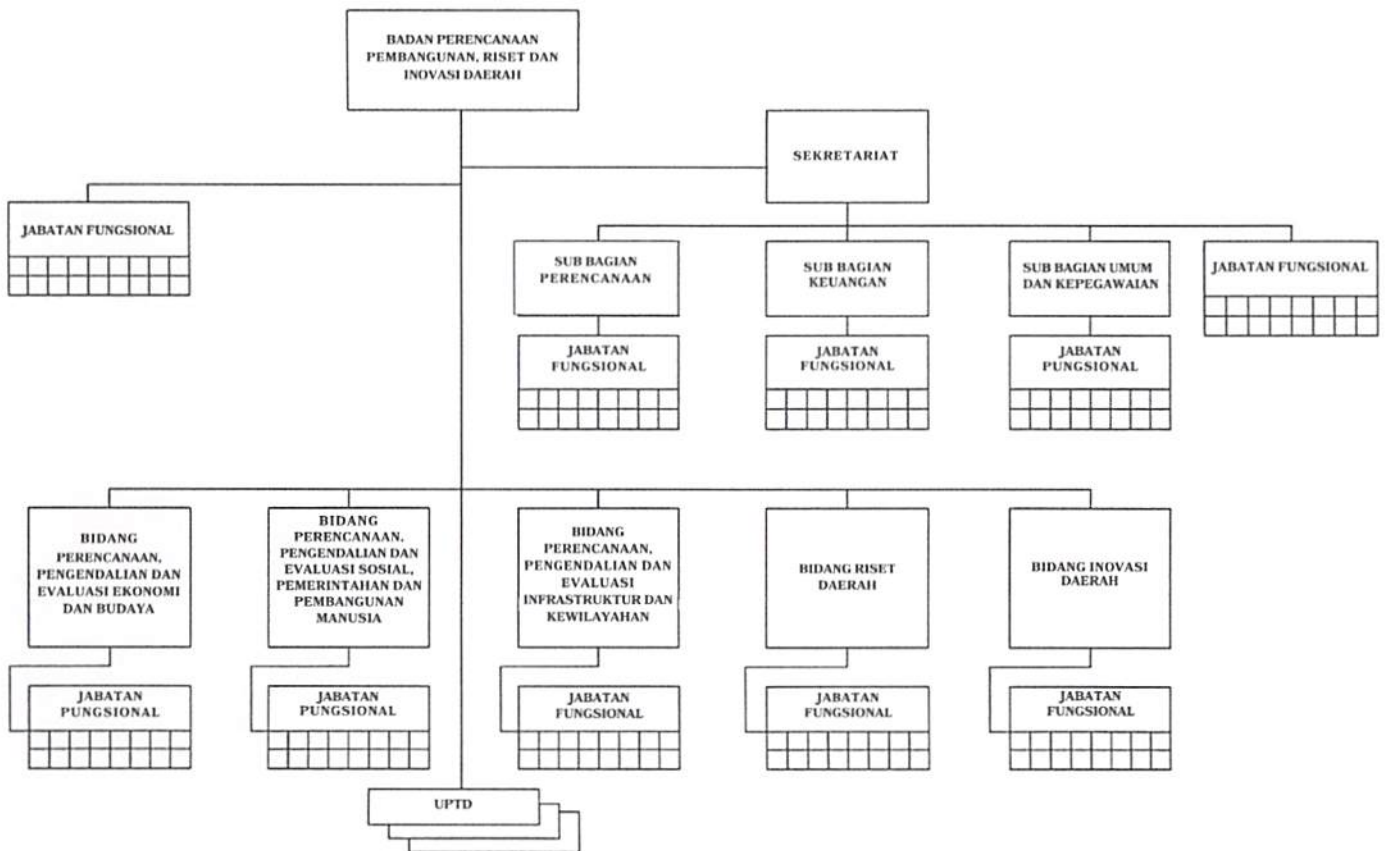 BADAN PERENCANAAN
PEMBANGUNAN, RISET DAN
INOVASI DAERAH
SEKRETARIAT
JABATAN FUNGSIONAL
SUB BAGIAN
PERENCANAAN
SUB BAGIAN
KEUANGAN
SUB BAGIAN UMUM
DAN KEPEGAWAIAN
JABATAN FUNGSIONAL
JABATAN
FUNGSIONAL
JABATAN
FUNGSIONAL
JABATAN
PUNGSIONAL
BIDANG
PERENCANAAN,
PENGENDALIAN DAN
EVALUASI EKONOMI
DAN BUDAYA
BIDANG
PERENCANAAN,
PENGENDALIAN DAN
EVALUASI SOSIAL,
PEMERINTAHAN DAN
PEMBANGUNAN
MANUSIA
BIDANG
PERENCANAAN,
PENGENDALIAN DAN
EVALUASI
INFRASTRUKTUR DAN
KEWILAYAHAN
BIDANG RISET
DAERAH
BIDANG INOVASI
DAERAH
JABATAN
PUNGSIONAL
JABATAN
PUNGSIONAL
JABATAN
FUNGSIONAL
JABATAN
FUNGSIONAL
JABATAN
FUNGSIONAL
UPTD